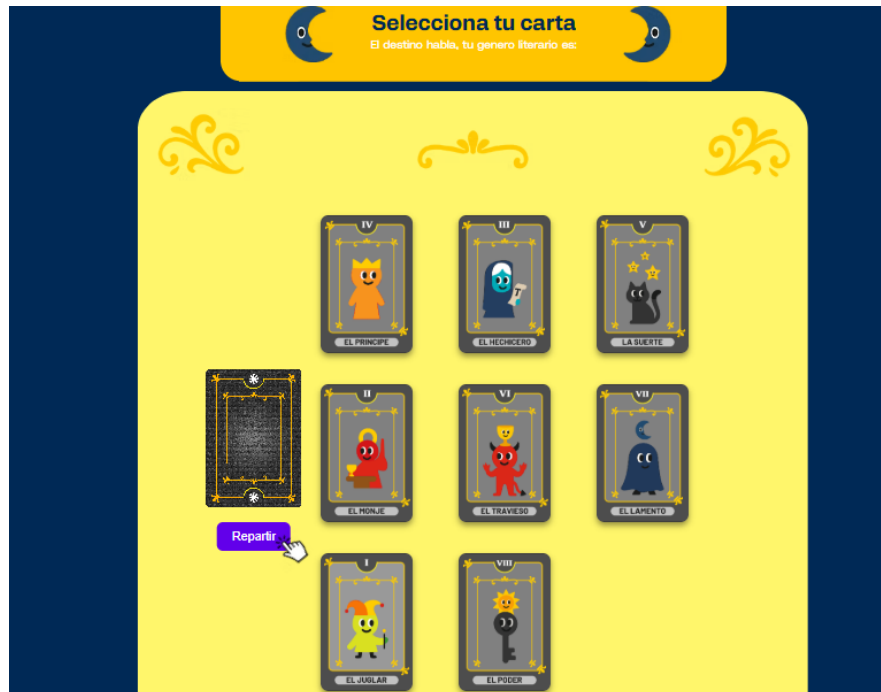 Selecciona tu carta
El destino habla, tu genero literario es:
IV
EL PRINCIPE
III
T
EL HECHICERO
V
LA SUERTE
II
EL MONJE
VI
EL TRAVIESO
VII
EL LAMENTO
Repartir
I
EL JUGLAR
VIII
EL PODER